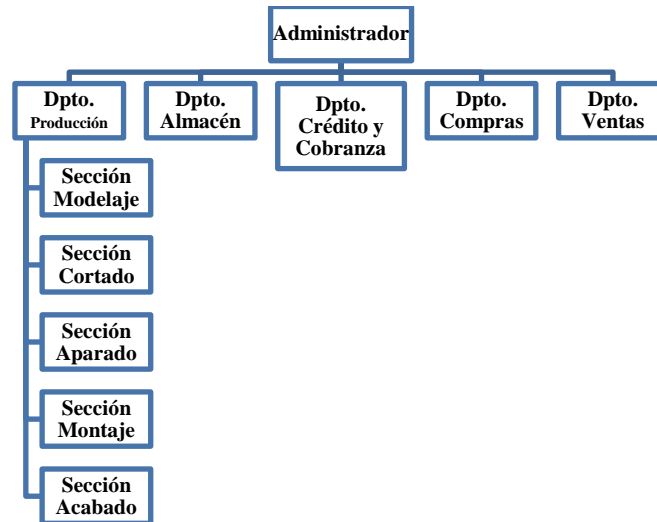 Administrador
Dpto.
Producción
Dpto.
Almacén
Dpto.
Crédito y
Cobranza
Dpto.
Compras
Dpto.
Ventas
Sección
Modelaje
Sección
Cortado
Sección
Aparado
Sección
Montaje
Sección
Acabado